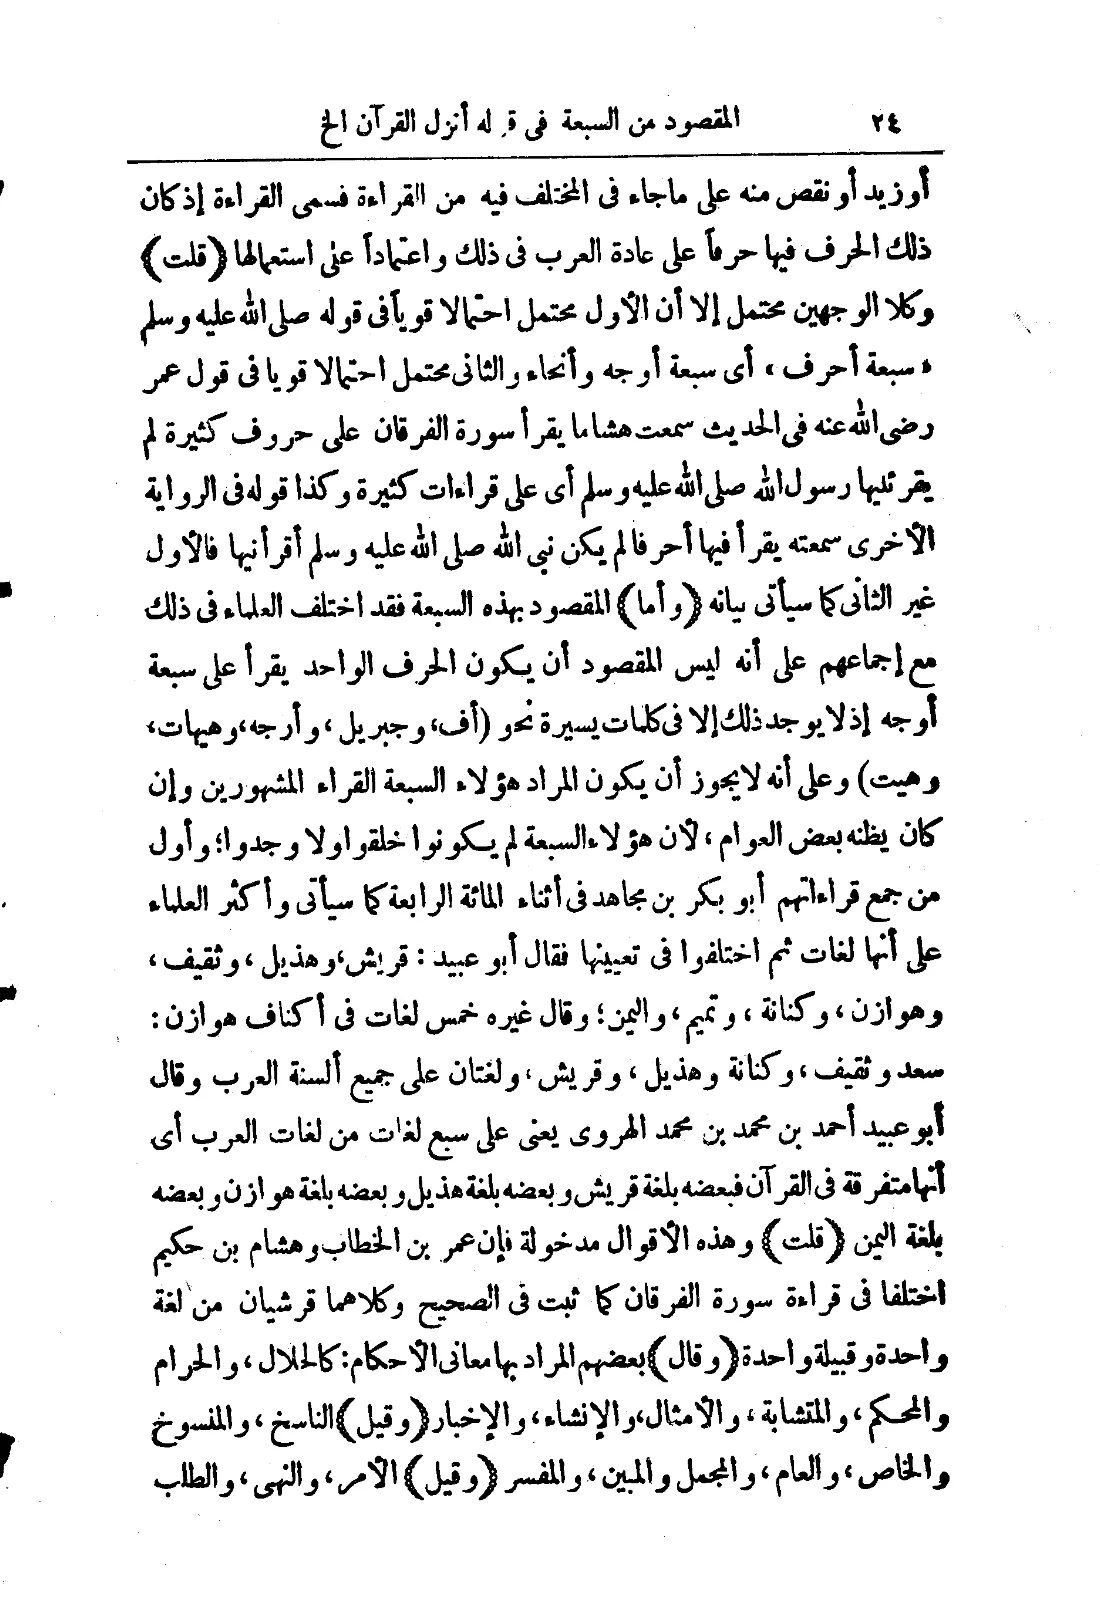 ٢٤ المقصود من السبعة فى قوله أنزل القرآن الخ
أو زيد أو نقص منه على ماجاء فى المختلف فيه من القراءة فسمى القراءة إذ كان
ذلك الحرف فيها حرفاً على عادة العرب فى ذلك واعتماداً على استعمالها (قلت)
وكلا الوجهين محتمل إلا أن الأول محتمل احتمالا قوياً فى قوله صلى الله عليه وسلم
«سبعة أحرف» أى سبعة أوجه وأنحاء والثانى محتمل احتمالا قويا فى قول عمر
رضى الله عنه فى الحديث سمعت هشاما يقرأ سورة الفرقان على حروف كثيرة لم
يقرئنيها رسول الله صلى الله عليه وسلم أى على قراءات كثيرة وكذا قوله فى الرواية
الأخرى سمعته يقرأ فيها أحرفا لم يكن نبى الله صلى الله عليه وسلم أقرأنيها فالأول
غير الثانى كما سيأتى بيانه (وأما) المقصود بهذه السبعة فقد اختلف العلماء فى ذلك
مع إجماعهم على أنه ليس المقصود أن يكون الحرف الواحد يقرأ على سبعة
أوجه إذ لا يوجد ذلك إلا فى كلمات يسيرة نحو (أف، وجبريل، وأرجه، وهيهات،
وهيت) وعلى أنه لا يجوز أن يكون المراد هؤلاء السبعة القراء المشهورين وإن
كان يظنه بعض العوام، لأن هؤلاء السبعة لم يكونوا خلقوا ولا وجدوا؛ وأول
من جمع قراءاتهم أبو بكر بن مجاهد فى أثناء المائة الرابعة كما سيأتى وأكثر العلماء
على أنها لغات ثم اختلفوا فى تعيينها فقال أبو عبيد: قريش، وهذيل، وثقيف،
وهوازن، وكنانة، وتميم، واليمن؛ وقال غيره خمس لغات فى أكناف هوازن:
سعد وثقيف، وكنانة وهذيل، وقريش، ولغتان على جميع ألسنة العرب وقال
أبو عبيد أحمد بن محمد بن محمد الهروى يعنى على سبع لغات من لغات العرب أى
أنها متفرقة فى القرآن فبعضه بلغة قريش وبعضه بلغة هذيل وبعضه بلغة هوازن وبعضه
بلغة اليمن (قلت) وهذه الأقوال مدخولة فإن عمر بن الخطاب وهشام بن حكيم
اختلفا فى قراءة سورة الفرقان كما ثبت فى الصحيح وكلاهما قرشيان من لغة
واحدة وقبيلة واحدة (وقال) بعضهم المراد بها معانى الأحكام: كالحلال، والحرام
والمحكم، والمتشابة، والأمثال، والإنشاء، والإخبار (وقيل) الناسخ، والمنسوخ
والخاص، والعام، والمجمل والمبين، والمفسر (وقيل) الأمر، والنهى، والطلب